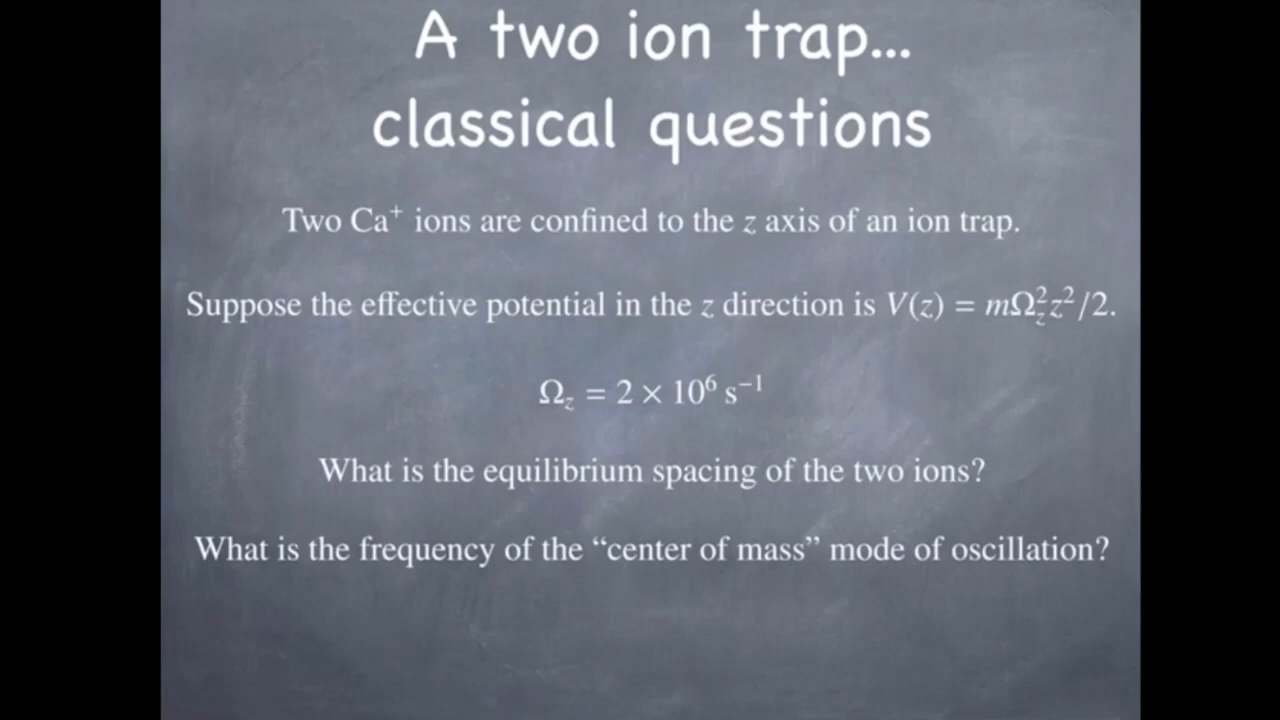 A two ion trap...
classical questions
Two Ca⁺ ions are confined to the z axis of an ion trap.
Suppose the effective potential in the z direction is V(z) = mΩ_z²z²/2.
Ω_z = 2 × 10⁶ s⁻¹
What is the equilibrium spacing of the two ions?
What is the frequency of the “center of mass” mode of oscillation?